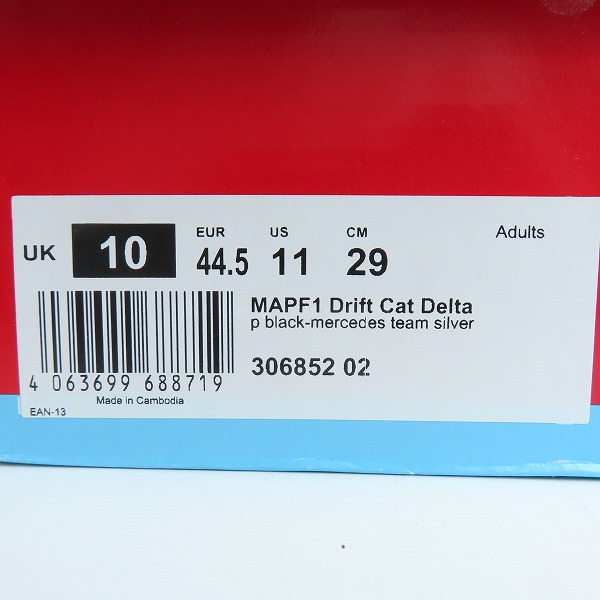 EUR US CM Adults
UK 10 44.5 11 29
MAPF1 Drift Cat Delta
p black-mercedes team silver
306852 02
4 063699 688719
Made in Cambodia
EAN-13